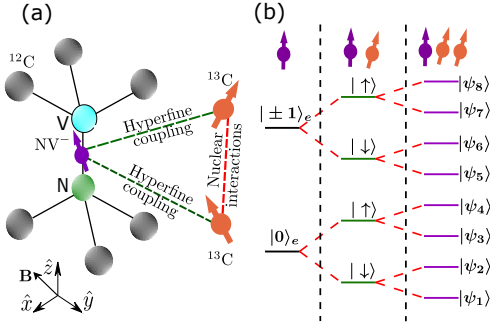 (a)
¹²C
V
NV⁻
N
Hyperfine
coupling
Hyperfine
coupling
Nuclear
interactions
¹³C
¹³C
B
ẑ
x̂
ŷ
(b)
|±1⟩ₑ
|0⟩ₑ
|↑⟩
|↓⟩
|↑⟩
|↓⟩
|ψ₈⟩
|ψ₇⟩
|ψ₆⟩
|ψ₅⟩
|ψ₄⟩
|ψ₃⟩
|ψ₂⟩
|ψ₁⟩